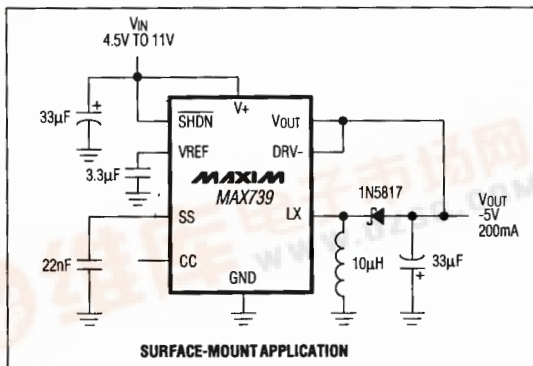 VIN
4.5V TO 11V
33µF
+
V+
SHDN
VOUT
VREF
DRV-
3.3µF
MAXIM
MAX739
1N5817
SS
LX
VOUT
-5V
200mA
22nF
CC
10µH
33µF
+
GND
SURFACE-MOUNT APPLICATION